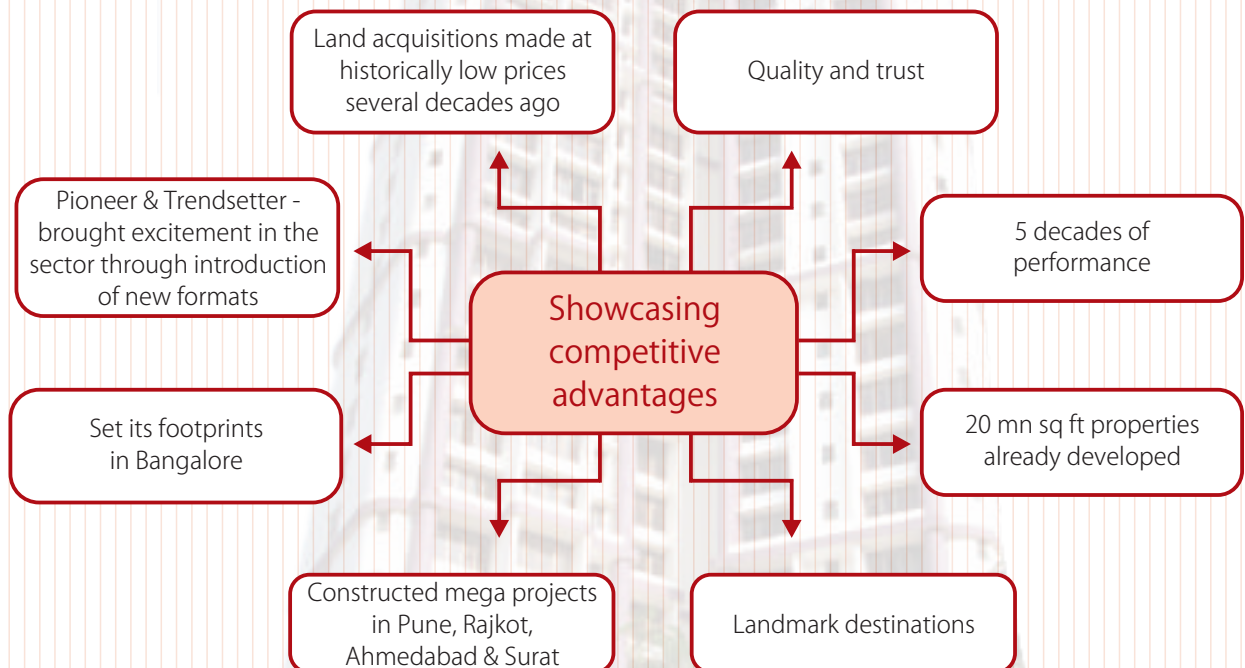 Land acquisitions made at
historically low prices
several decades ago
Quality and trust
Pioneer & Trendsetter -
brought excitement in the
sector through introduction
of new formats
5 decades of
performance
Showcasing
competitive
advantages
Set its footprints
in Bangalore
20 mn sq ft properties
already developed
Constructed mega projects
in Pune, Rajkot,
Ahmedabad & Surat
Landmark destinations